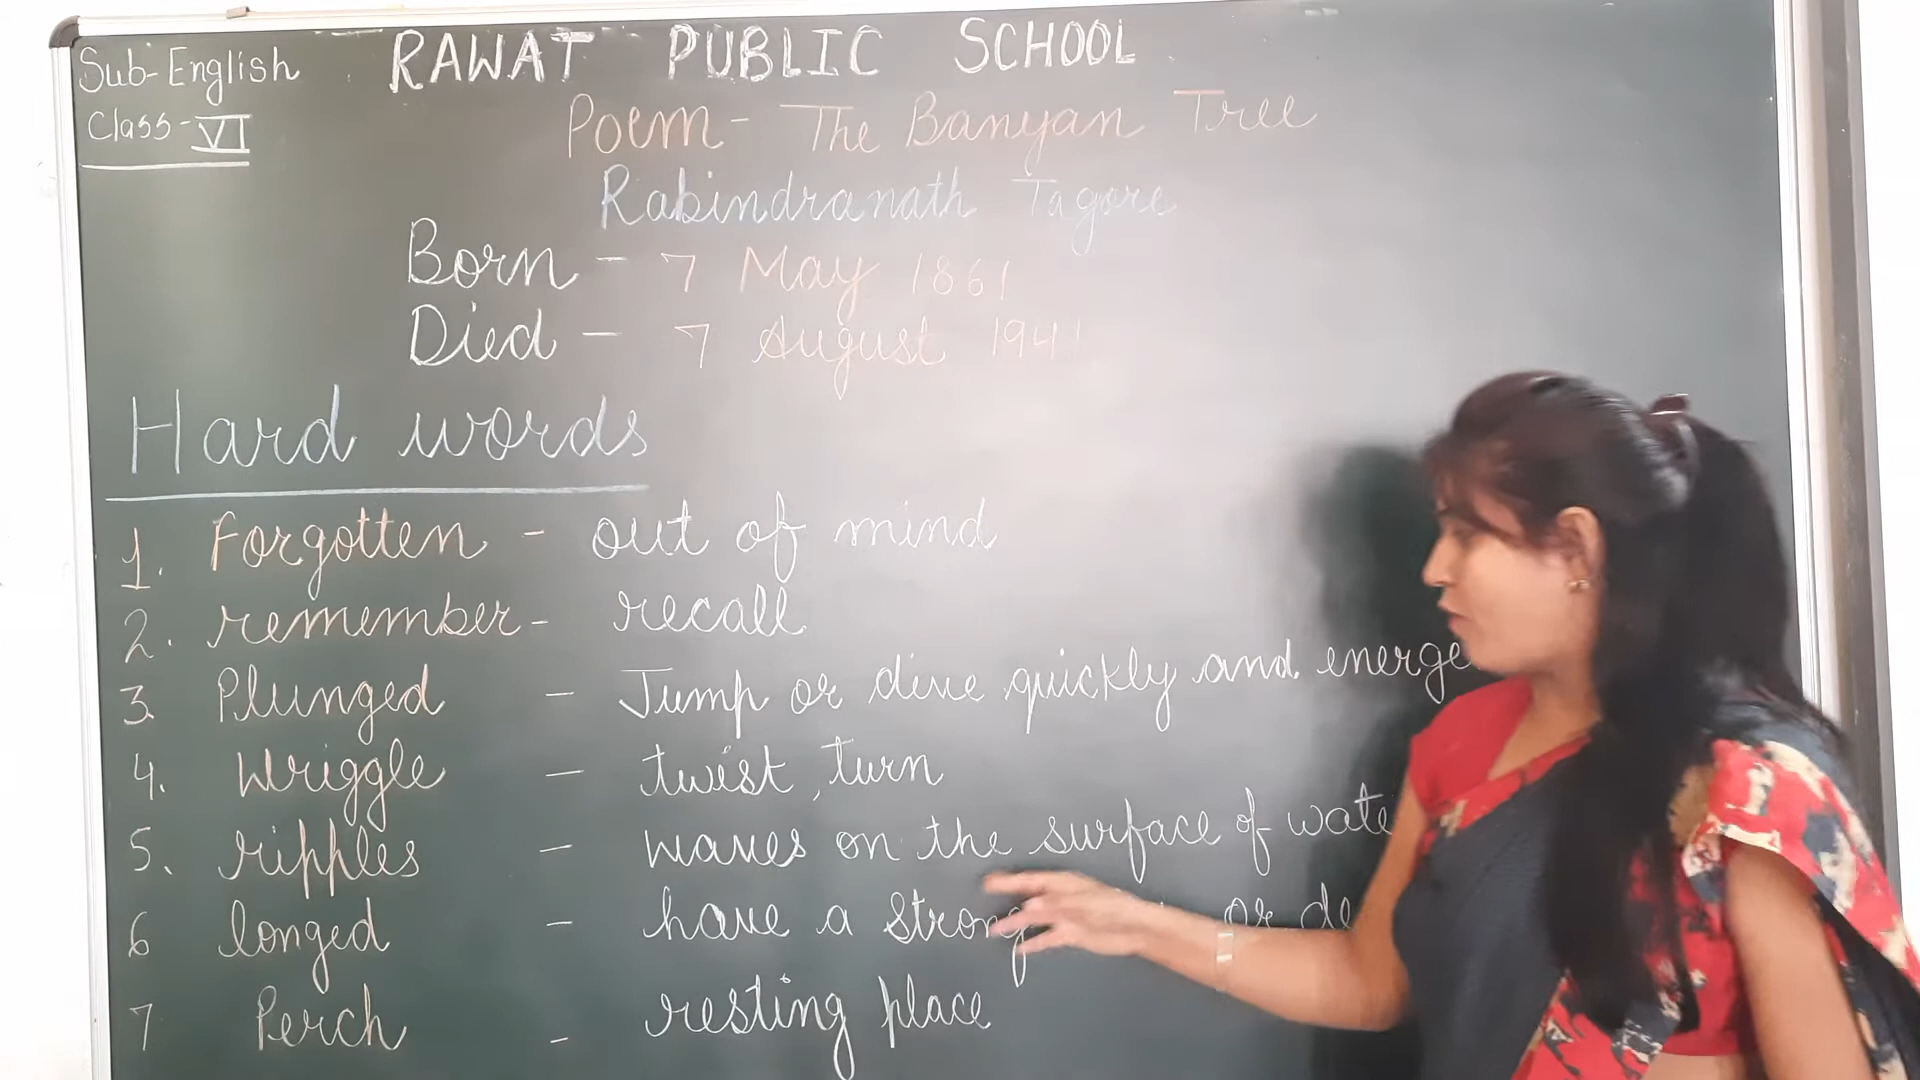 Sub-English
Class-VI
RAWAT PUBLIC SCHOOL
Poem- The Banyan Tree
Rabindranath Tagore
Born - 7 May 1861
Died - 7 August 1941
Hard words
1. Forgotten - out of mind
2. remember - recall
3. Plunged - Jump or dive quickly and
4. Wriggle - twist, turn
5. ripples - waves on the surface of
6 longed - have a strong or
7 Perch - resting place